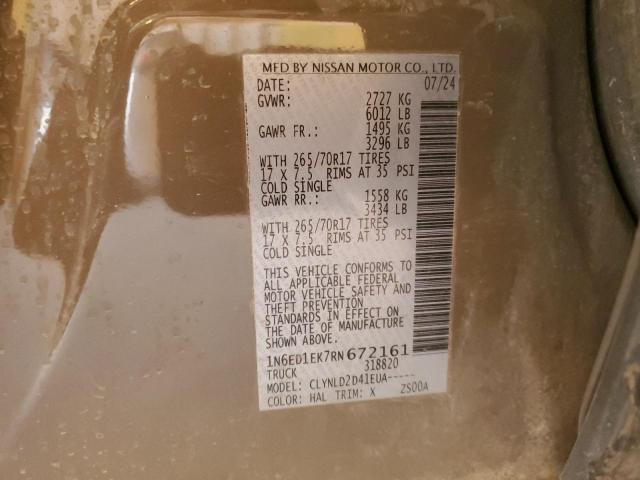 MFD BY NISSAN MOTOR CO., LTD.
DATE: 07/24
GVWR: 2727 KG
6012 LB
GAWR FR.: 1495 KG
3296 LB
WITH 265/70R17 TIRES
17 X 7.5 RIMS AT 35 PSI
COLD SINGLE
GAWR RR.: 1558 KG
3434 LB
WITH 265/70R17 TIRES
17 X 7.5 RIMS AT 35 PSI
COLD SINGLE
THIS VEHICLE CONFORMS TO
ALL APPLICABLE FEDERAL
MOTOR VEHICLE SAFETY AND
THEFT PREVENTION
STANDARDS IN EFFECT ON
THE DATE OF MANUFACTURE
SHOWN ABOVE.
1N6ED1EK7RN672161
TRUCK 318820
MODEL: CLYNLD2D41EUA-----
COLOR: HAL TRIM: X ZS00A